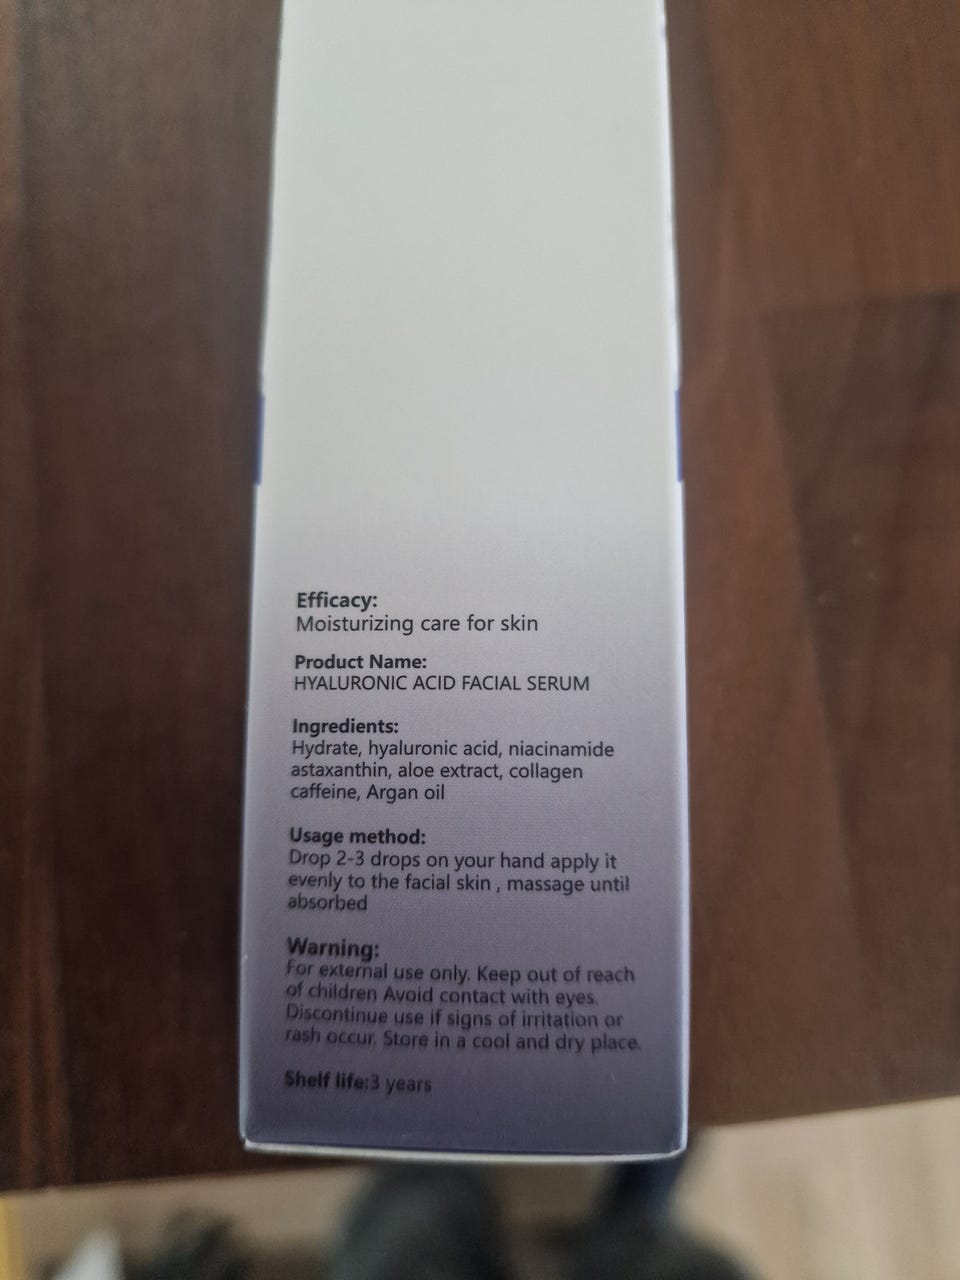 Efficacy:
Moisturizing care for skin
Product Name:
HYALURONIC ACID FACIAL SERUM
Ingredients:
Hydrate, hyaluronic acid, niacinamide
astaxanthin, aloe extract, collagen
caffeine, Argan oil
Usage method:
Drop 2-3 drops on your hand apply it
evenly to the facial skin , massage until
absorbed
Warning:
For external use only. Keep out of reach
of children Avoid contact with eyes.
Discontinue use if signs of irritation or
rash occur. Store in a cool and dry place.
Shelf life:3 years